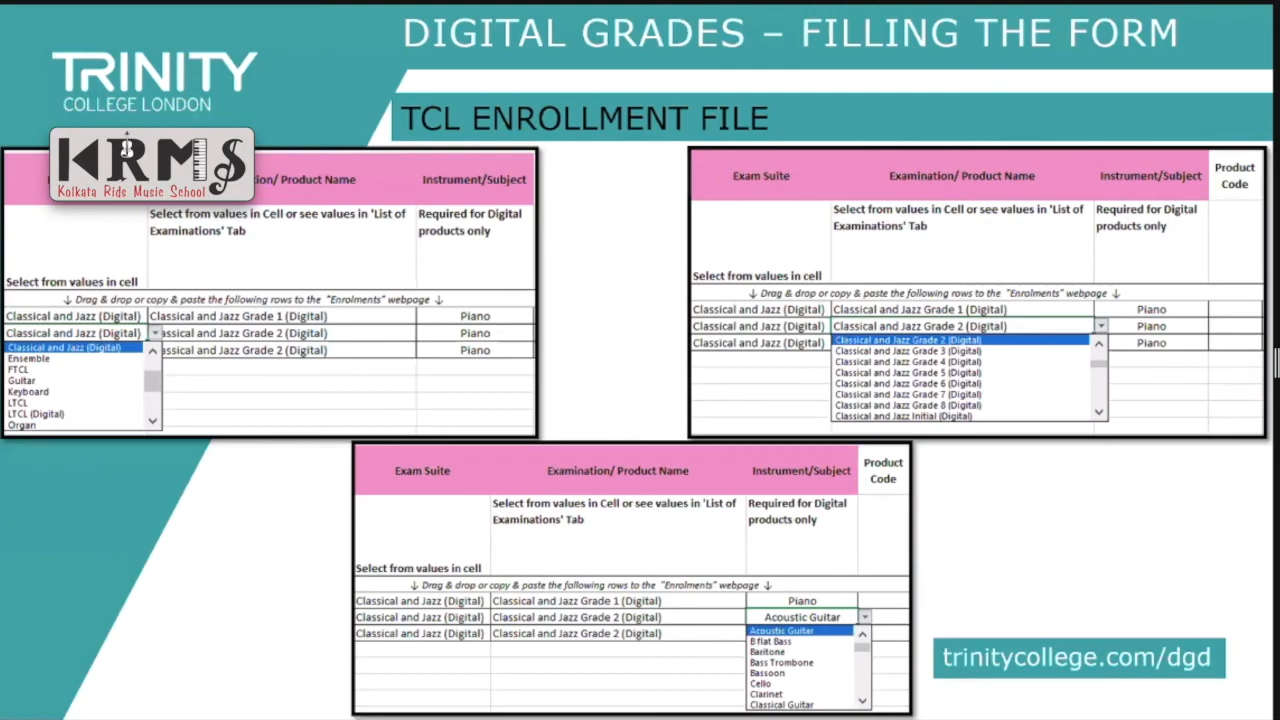 DIGITAL GRADES – FILLING THE FORM
TRINITY
COLLEGE LONDON
TCL ENROLLMENT FILE
KRMS
Kolkata Kids Music School
Product Name
Instrument/Subject
Select from values in Cell or see values in 'List of
Examinations' Tab
Required for Digital
products only
Select from values in cell
↓ Drag & drop or copy & paste the following rows to the "Enrolments" webpage ↓
Classical and Jazz (Digital) Classical and Jazz Grade 1 (Digital) Piano
Classical and Jazz (Digital) assical and Jazz Grade 2 (Digital) Piano
assical and Jazz Grade 2 (Digital) Piano
Classical and Jazz (Digital)
Ensemble
FTCL
Guitar
Keyboard
LTCL
LTCL (Digital)
Organ
Exam Suite
Examination/ Product Name
Instrument/Subject
Product
Code
Select from values in Cell or see values in 'List of
Examinations' Tab
Required for Digital
products only
Select from values in cell
↓ Drag & drop or copy & paste the following rows to the "Enrolments" webpage ↓
Classical and Jazz (Digital) Classical and Jazz Grade 1 (Digital) Piano
Classical and Jazz (Digital) Classical and Jazz Grade 2 (Digital) Piano
Classical and Jazz (Digital) Piano
Classical and Jazz Grade 2 (Digital)
Classical and Jazz Grade 3 (Digital)
Classical and Jazz Grade 4 (Digital)
Classical and Jazz Grade 5 (Digital)
Classical and Jazz Grade 6 (Digital)
Classical and Jazz Grade 7 (Digital)
Classical and Jazz Grade 8 (Digital)
Classical and Jazz Initial (Digital)
Exam Suite
Examination/ Product Name
Instrument/Subject
Product
Code
Select from values in Cell or see values in 'List of
Examinations' Tab
Required for Digital
products only
Select from values in cell
↓ Drag & drop or copy & paste the following rows to the "Enrolments" webpage ↓
Classical and Jazz (Digital) Classical and Jazz Grade 1 (Digital) Piano
Classical and Jazz (Digital) Classical and Jazz Grade 2 (Digital) Acoustic Guitar
Classical and Jazz (Digital) Classical and Jazz Grade 2 (Digital)
Acoustic Guitar
B flat Bass
Baritone
Bass Trombone
Bassoon
Cello
Clarinet
Classical Guitar
trinitycollege.com/dgd